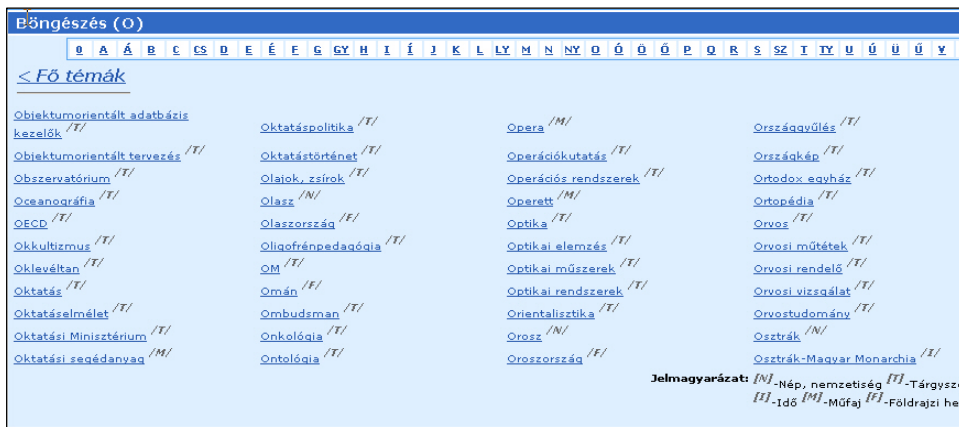 Böngészés (O)
0 A Á B C CS D E É F G GY H I Í J K L LY M N NY O Ó Ö Ő P Q R S SZ T TY U Ú Ü Ű V
< Fő témák
Objektumorientált adatbázis
kezelők /T/
Objektumorientált tervezés /T/
Obszervatórium /T/
Oceanográfia /T/
OECD /T/
Okkultizmus /T/
Oklevéltan /T/
Oktatás /T/
Oktatáselmélet /T/
Oktatási Minisztérium /T/
Oktatási segédanyag /M/
Oktatáspolitika /T/
Oktatástörténet /T/
Olajok, zsírok /T/
Olasz /N/
Olaszország /F/
Oligofrénpedagógia /T/
OM /T/
Omán /F/
Ombudsman /T/
Onkológia /T/
Ontológia /T/
Opera /M/
Operációkutatás /T/
Operációs rendszerek /T/
Operett /M/
Optika /T/
Optikai elemzés /T/
Optikai műszerek /T/
Optikai rendszerek /T/
Orientalisztika /T/
Orosz /N/
Oroszország /F/
Országgyűlés /T/
Országkép /T/
Ortodox egyház /T/
Ortopédia /T/
Orvos /T/
Orvosi műtétek /T/
Orvosi rendelő /T/
Orvosi vizsgálat /T/
Orvostudomány /T/
Osztrák /N/
Osztrák-Magyar Monarchia /I/
Jelmagyarázat: [N]-Nép, nemzetiség [T]-Tárgysz
[I]-Idő [M]-Műfaj [F]-Földrajzi he